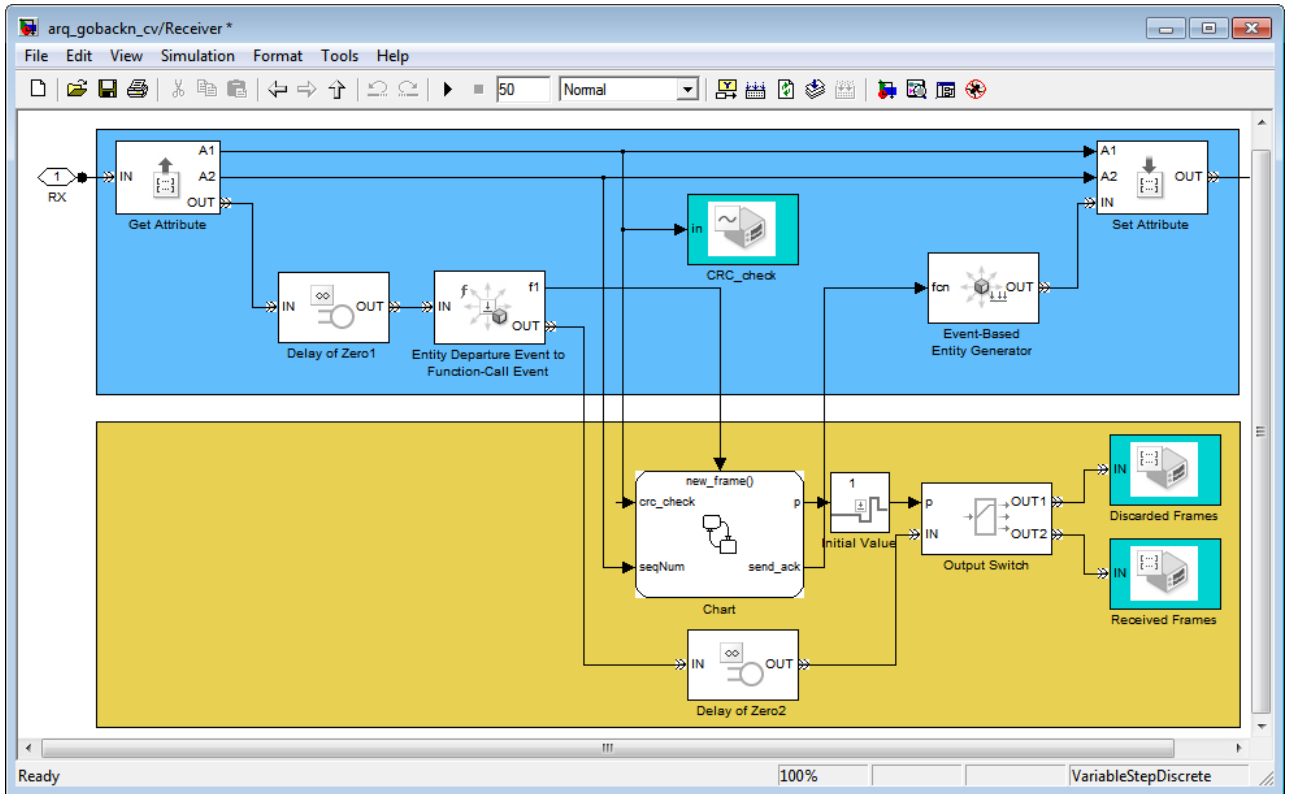 arq_gobackn_cv/Receiver *
File Edit View Simulation Format Tools Help
50 Normal
1
RX
IN A1
A2
OUT
Get Attribute
A1
A2 OUT
IN
Set Attribute
in
CRC_check
IN ∞ OUT
Delay of Zero1
IN f f1
OUT
Entity Departure Event to
Function-Call Event
fcn OUT
Event-Based
Entity Generator
new_frame()
crc_check p
seqNum send_ack
Chart
1
Initial Value
p OUT1
IN OUT2
Output Switch
IN
Discarded Frames
IN
Received Frames
IN ∞ OUT
Delay of Zero2
Ready 100% VariableStepDiscrete